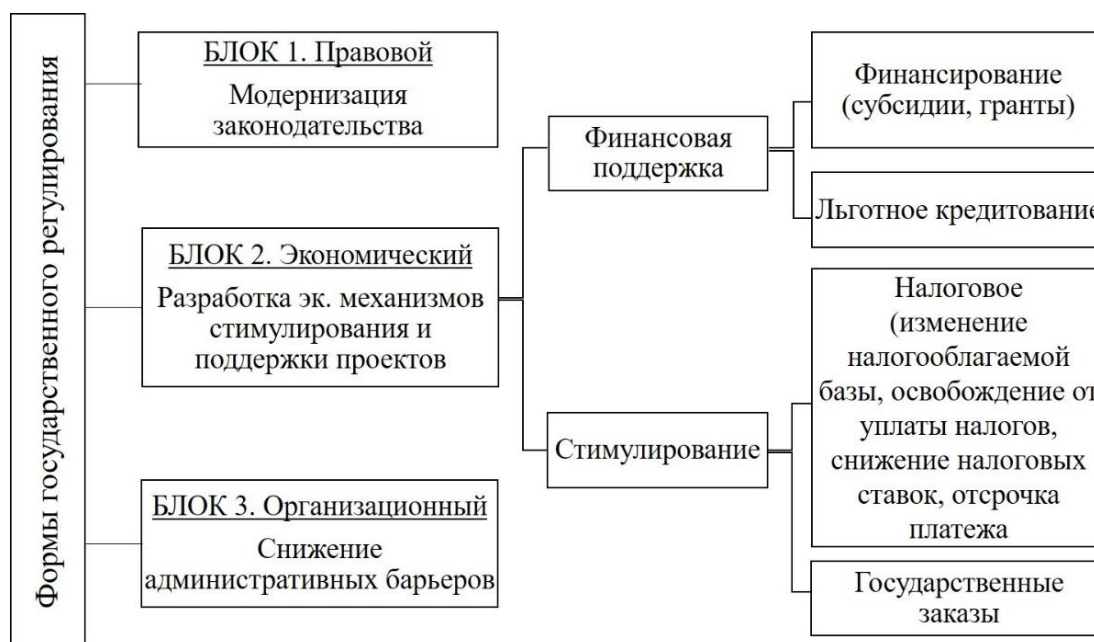 Формы государственного регулирования
БЛОК 1. Правовой
Модернизация
законодательства
БЛОК 2. Экономический
Разработка эк. механизмов
стимулирования и
поддержки проектов
БЛОК 3. Организационный
Снижение
административных барьеров
Финансовая
поддержка
Стимулирование
Финансирование
(субсидии, гранты)
Льготное кредитование
Налоговое
(изменение
налогооблагаемой
базы, освобождение от
уплаты налогов,
снижение налоговых
ставок, отсрочка
платежа
Государственные
заказы